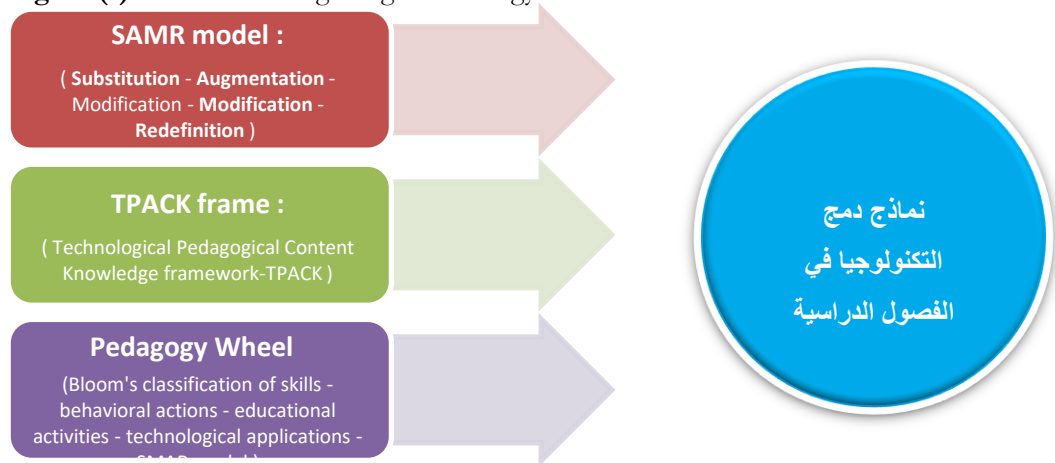 SAMR model :
( Substitution - Augmentation -
Modification - Modification -
Redefinition )
TPACK frame :
( Technological Pedagogical Content
Knowledge framework-TPACK )
Pedagogy Wheel
(Bloom's classification of skills -
behavioral actions - educational
activities - technological applications -
نماذج دمج
التكنولوجيا في
الفصول الدراسية